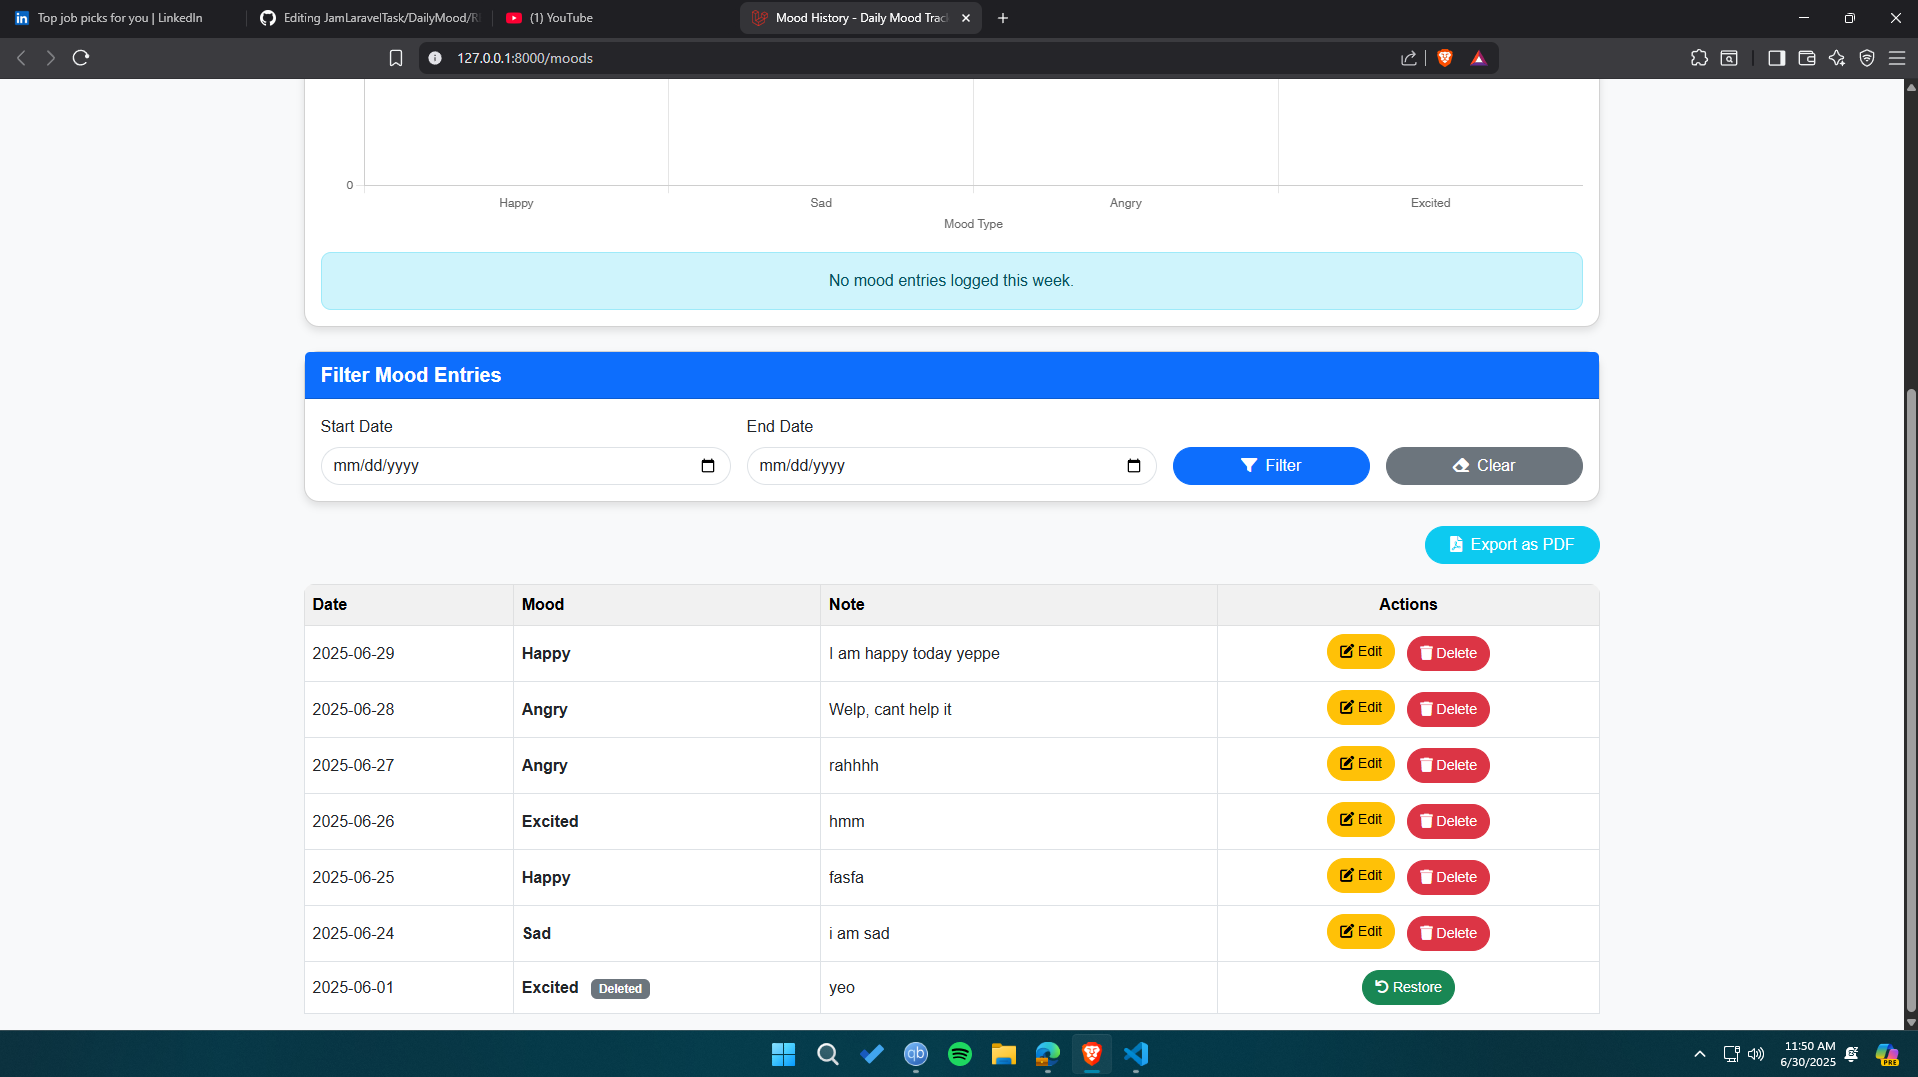 Top job picks for you | LinkedIn
Editing JamLaravelTask/DailyMood/R
(1) YouTube
Mood History - Daily Mood Trac
127.0.0.1:8000/moods
0
Happy Sad Angry Excited
Mood Type
No mood entries logged this week.
Filter Mood Entries
Start Date End Date
mm/dd/yyyy mm/dd/yyyy Filter Clear
Export as PDF
Date Mood Note Actions
2025-06-29 Happy I am happy today yeppe Edit Delete
2025-06-28 Angry Welp, cant help it Edit Delete
2025-06-27 Angry rahhhh Edit Delete
2025-06-26 Excited hmm Edit Delete
2025-06-25 Happy fasfa Edit Delete
2025-06-24 Sad i am sad Edit Delete
2025-06-01 Excited Deleted yeo Restore
qb
11:50 AM
6/30/2025
PRE